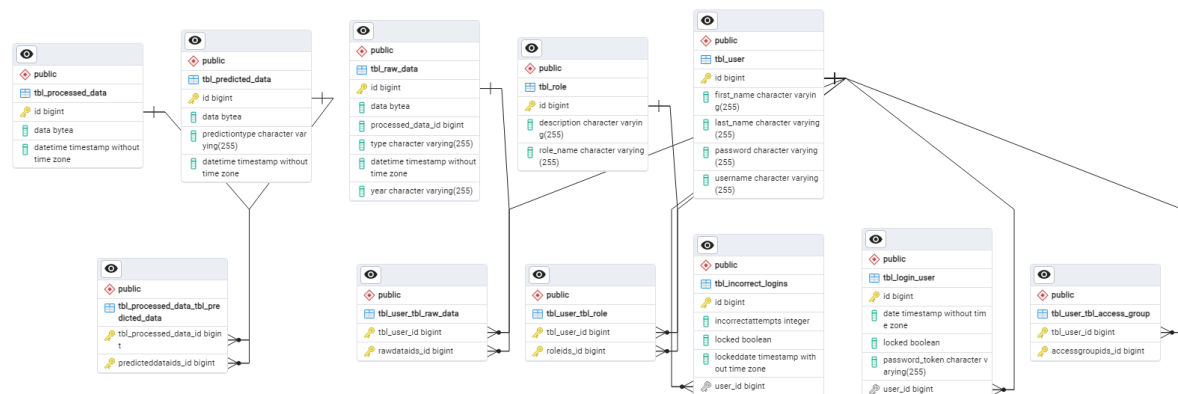 public
tbl_processed_data
id bigint
data bytea
datetime timestamp without
time zone
public
tbl_predicted_data
id bigint
data bytea
predictiontype character var
ying(255)
datetime timestamp without
time zone
public
tbl_raw_data
id bigint
data bytea
processed_data_id bigint
type character varying(255)
datetime timestamp without
time zone
year character varying(255)
public
tbl_role
id bigint
description character varyin
g(255)
role_name character varying
(255)
public
tbl_user
id bigint
first_name character varyin
g(255)
last_name character varying
(255)
password character varying
(255)
username character varying
(255)
public
tbl_processed_data_tbl_pre
dicted_data
tbl_processed_data_id bigin
t
predicteddataids_id bigint
public
tbl_user_tbl_raw_data
tbl_user_id bigint
rawdataids_id bigint
public
tbl_user_tbl_role
tbl_user_id bigint
roleids_id bigint
public
tbl_incorrect_logins
id bigint
incorrectattempts integer
locked boolean
lockeddate timestamp with
out time zone
user_id bigint
public
tbl_login_user
id bigint
date timestamp without tim
e zone
locked boolean
password_token character v
arying(255)
user_id bigint
public
tbl_user_tbl_access_group
tbl_user_id bigint
accessgroupids_id bigint